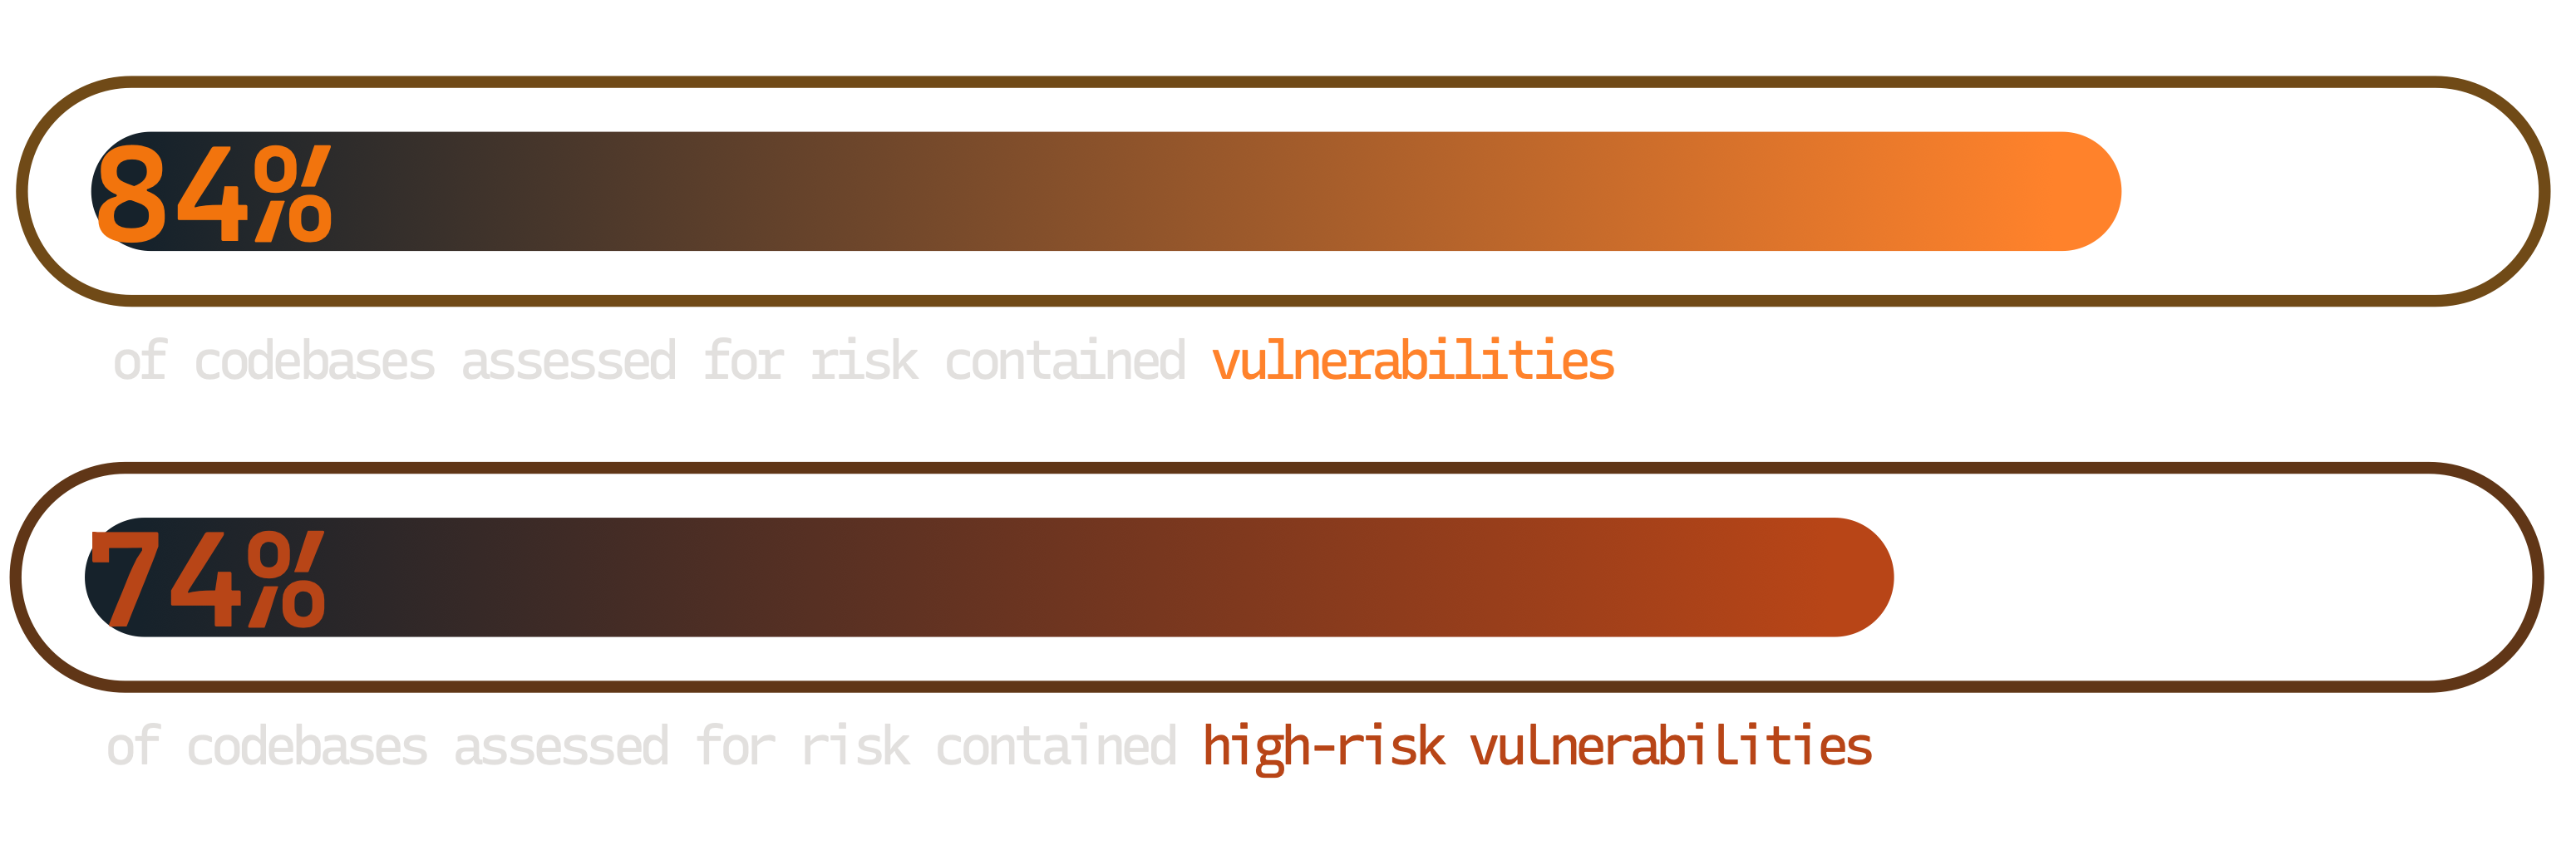 84%
of codebases assessed for risk contained vulnerabilities
74%
of codebases assessed for risk contained high-risk vulnerabilities